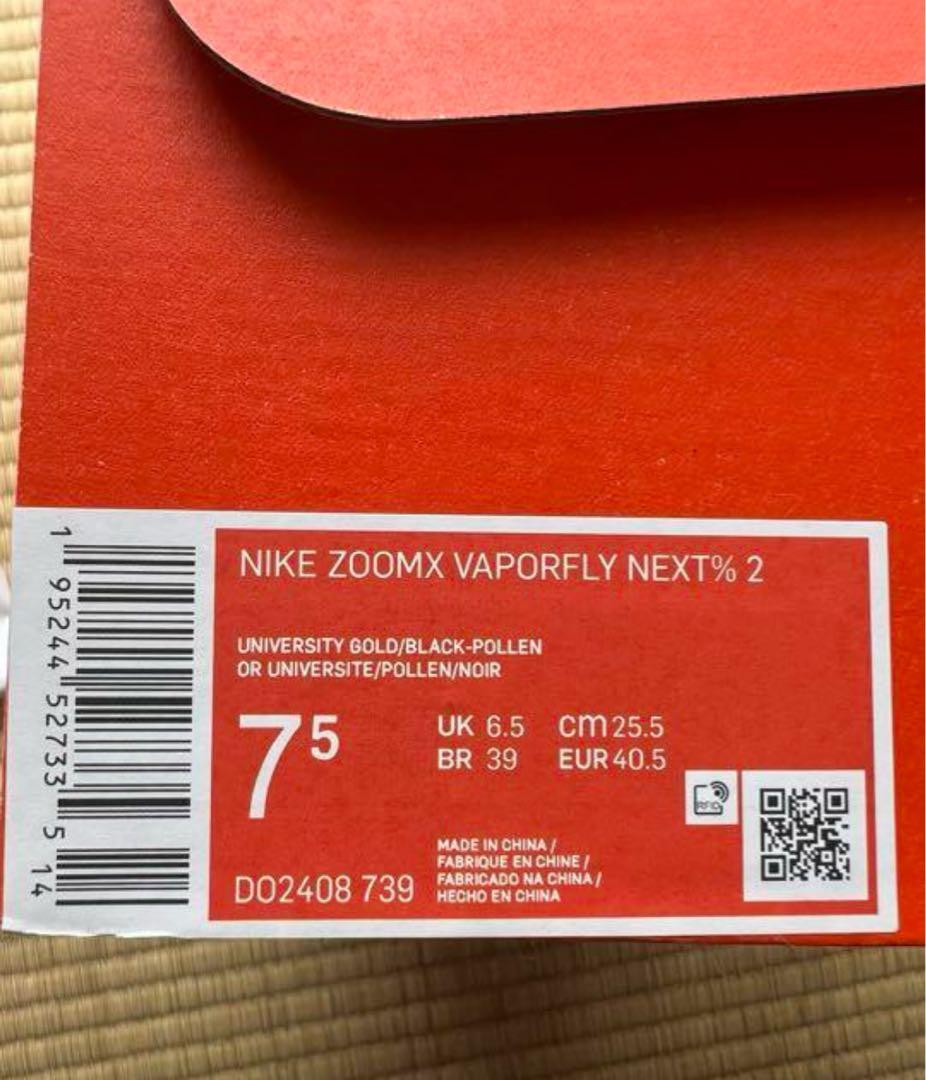 NIKE ZOOMX VAPORFLY NEXT% 2
UNIVERSITY GOLD/BLACK-POLLEN
OR UNIVERSITE/POLLEN/NOIR
7 5
UK 6.5 cm 25.5
BR 39 EUR 40.5
RFID
MADE IN CHINA /
FABRIQUE EN CHINE /
FABRICADO NA CHINA /
HECHO EN CHINA
DO2408 739
1 95244 52733 5 14